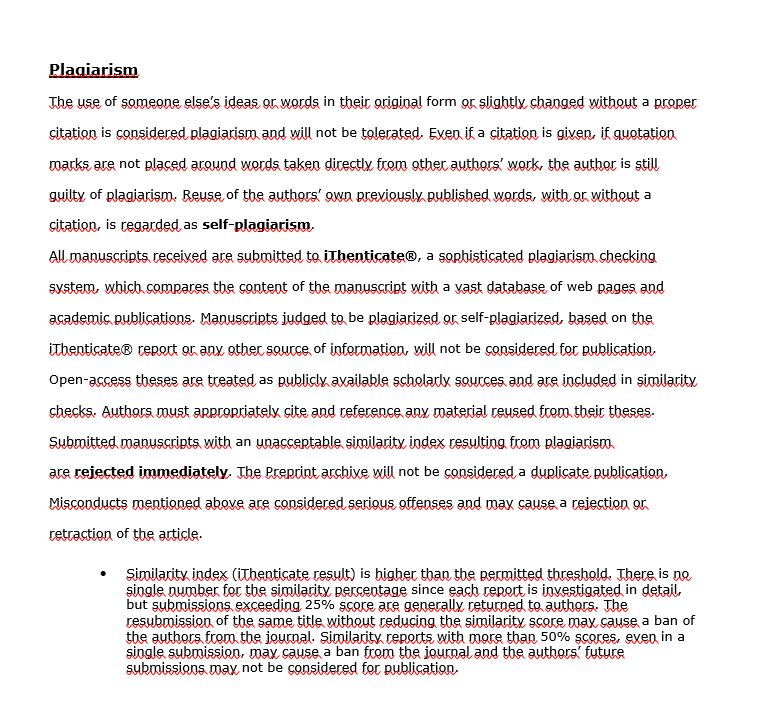 Plagiarism
The use of someone else's ideas or words in their original form or slightly changed without a proper
citation is considered plagiarism and will not be tolerated. Even if a citation is given, if quotation
marks are not placed around words taken directly from other authors' work, the author is still
guilty of plagiarism. Reuse of the authors' own previously published words, with or without a
citation, is regarded as self-plagiarism.
All manuscripts received are submitted to iThenticate®, a sophisticated plagiarism checking
system, which compares the content of the manuscript with a vast database of web pages and
academic publications. Manuscripts judged to be plagiarized or self-plagiarized, based on the
iThenticate® report or any other source of information, will not be considered for publication.
Open-access theses are treated as publicly available scholarly sources and are included in similarity
checks. Authors must appropriately cite and reference any material reused from their theses.
Submitted manuscripts with an unacceptable similarity index resulting from plagiarism
are rejected immediately. The Preprint archive will not be considered a duplicate publication.
Misconducts mentioned above are considered serious offenses and may cause a rejection or
retraction of the article.
• Similarity index (iThenticate result) is higher than the permitted threshold. There is no
single number for the similarity percentage since each report is investigated in detail,
but submissions exceeding 25% score are generally returned to authors. The
resubmission of the same title without reducing the similarity score may cause a ban of
the authors from the journal. Similarity reports with more than 50% scores, even in a
single submission, may cause a ban from the journal and the authors' future
submissions may not be considered for publication.